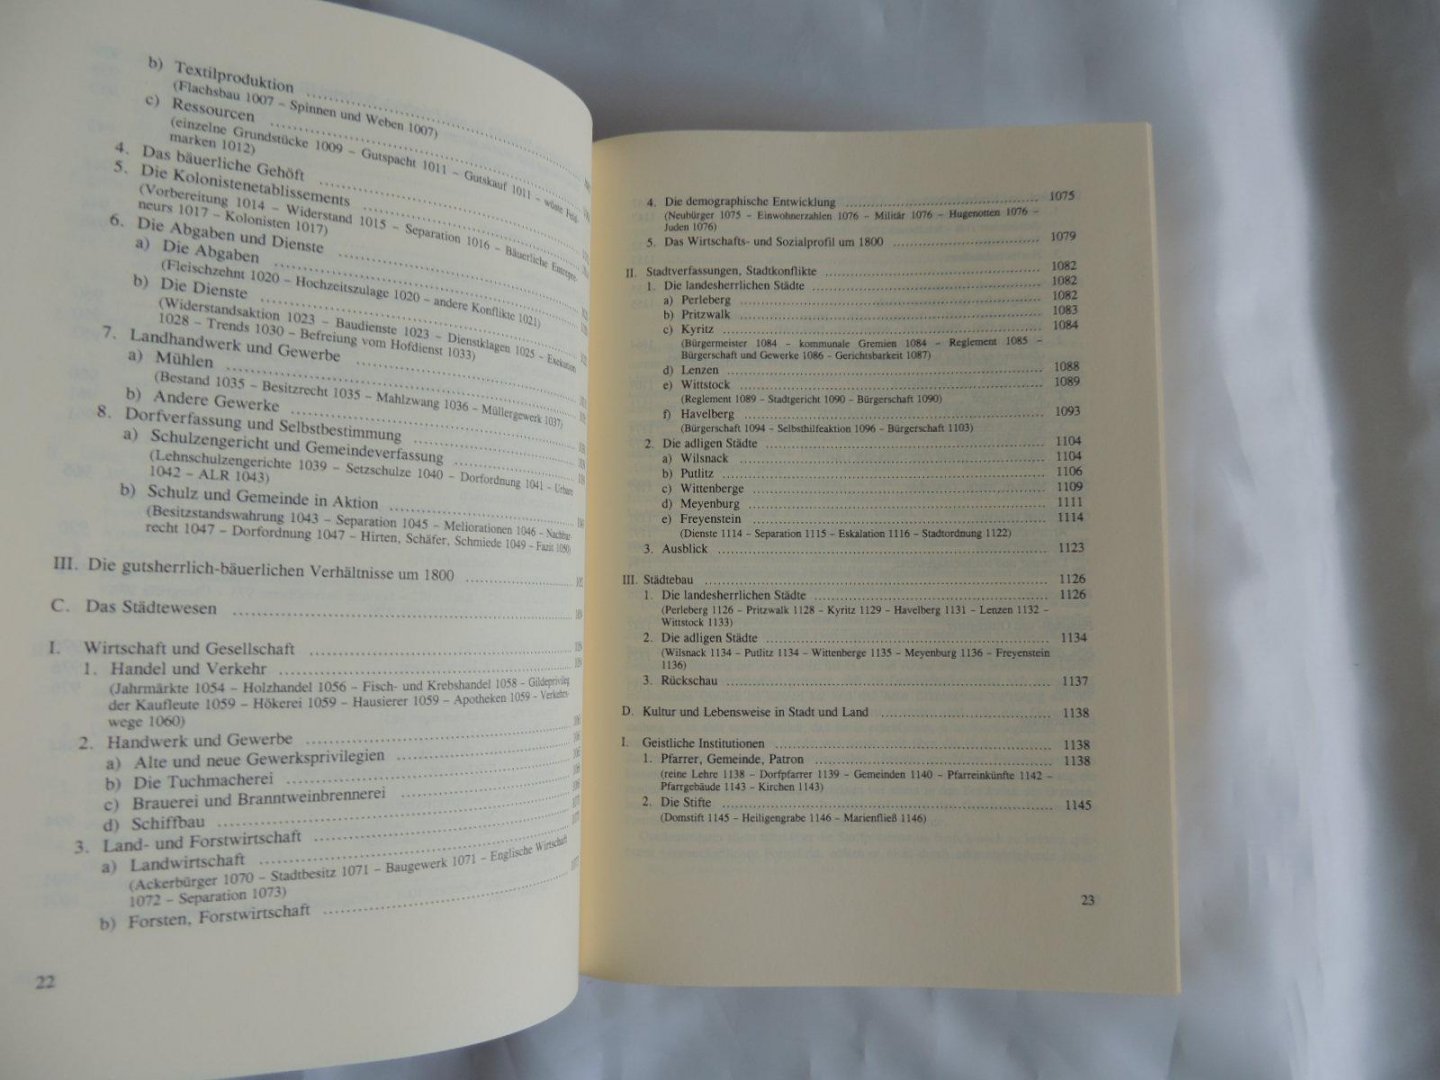 b) Textilproduktion
(Flachsbau 1007 – Spinnen und Weben 1007)
c) Ressourcen
(einzelne Grundstücke 1009 – Gutspacht 1011 – Gutskauf 1011 – wüste Feld-
marken 1012)
4. Das bäuerliche Gehöft
5. Die Kolonistenetablissements
(Vorbereitung 1014 – Widerstand 1015 – Separation 1016 – Bäuerliche Entrepre-
neurs 1017 – Kolonisten 1017)
6. Die Abgaben und Dienste
a) Die Abgaben
(Fleischzehnt 1020 – Hochzeitszulage 1020 – andere Konflikte 1021)
b) Die Dienste
(Widerstandsaktion 1023 – Baudienste 1023 – Dienstklagen 1025 – Exekution
1028 – Trends 1030 – Befreiung vom Hofdienst 1033)
7. Landhandwerk und Gewerbe
a) Mühlen
(Bestand 1035 – Besitzrecht 1035 – Mahlzwang 1036 – Müllergewerk 1037)
b) Andere Gewerke
8. Dorfverfassung und Selbstbestimmung
a) Schulzengericht und Gemeindeverfassung
(Lehnschulzengerichte 1039 – Setzschulze 1040 – Dorfordnung 1041 – Urbare
1042 – ALR 1043)
b) Schulz und Gemeinde in Aktion
(Besitzstandswahrung 1043 – Separation 1045 – Meliorationen 1046 – Nachbar-
recht 1047 – Dorfordnung 1047 – Hirten, Schäfer, Schmiede 1049 – Fazit 1050)
III. Die gutsherrlich-bäuerlichen Verhältnisse um 1800
C. Das Städtewesen
I. Wirtschaft und Gesellschaft
1. Handel und Verkehr
(Jahrmärkte 1054 – Holzhandel 1056 – Fisch- und Krebshandel 1058 – Gildeprivileg
der Kaufleute 1059 – Hökerei 1059 – Hausierer 1059 – Apotheken 1059 – Verkehrs-
wege 1060)
2. Handwerk und Gewerbe
a) Alte und neue Gewerksprivilegien
b) Die Tuchmacherei
c) Brauerei und Branntweinbrennerei
d) Schiffbau
3. Land- und Forstwirtschaft
a) Landwirtschaft
(Ackerbürger 1070 – Stadtbesitz 1071 – Baugewerk 1071 – Englische Wirtschaft
1072 – Separation 1073)
b) Forsten, Forstwirtschaft
22
4. Die demographische Entwicklung 1075
(Neubürger 1075 – Einwohnerzahlen 1076 – Militär 1076 – Hugenotten 1076 –
Juden 1076)
5. Das Wirtschafts- und Sozialprofil um 1800 1079
II. Stadtverfassungen, Stadtkonflikte 1082
1. Die landesherrlichen Städte 1082
a) Perleberg 1082
b) Pritzwalk 1083
c) Kyritz 1084
(Bürgermeister 1084 – kommunale Gremien 1084 – Reglement 1085 –
Bürgerschaft und Gewerke 1086 – Gerichtsbarkeit 1087)
d) Lenzen 1088
e) Wittstock 1089
(Reglement 1089 – Stadtgericht 1090 – Bürgerschaft 1090)
f) Havelberg 1093
(Bürgerschaft 1094 – Selbsthilfeaktion 1096 – Bürgerschaft 1103)
2. Die adligen Städte 1104
a) Wilsnack 1104
b) Putlitz 1106
c) Wittenberge 1109
d) Meyenburg 1111
e) Freyenstein 1114
(Dienste 1114 – Separation 1115 – Eskalation 1116 – Stadtordnung 1122)
3. Ausblick 1123
III. Städtebau 1126
1. Die landesherrlichen Städte 1126
(Perleberg 1126 – Pritzwalk 1128 – Kyritz 1129 – Havelberg 1131 – Lenzen 1132 –
Wittstock 1133)
2. Die adligen Städte 1134
(Wilsnack 1134 – Putlitz 1134 – Wittenberge 1135 – Meyenburg 1136 – Freyenstein
1136)
3. Rückschau 1137
D. Kultur und Lebensweise in Stadt und Land 1138
I. Geistliche Institutionen 1138
1. Pfarrer, Gemeinde, Patron 1138
(reine Lehre 1138 – Dorfpfarrer 1139 – Gemeinden 1140 – Pfarreinkünfte 1142 –
Pfarrgebäude 1143 – Kirchen 1143)
2. Die Stifte 1145
(Domstift 1145 – Heiligengrabe 1146 – Marienfließ 1146)
23